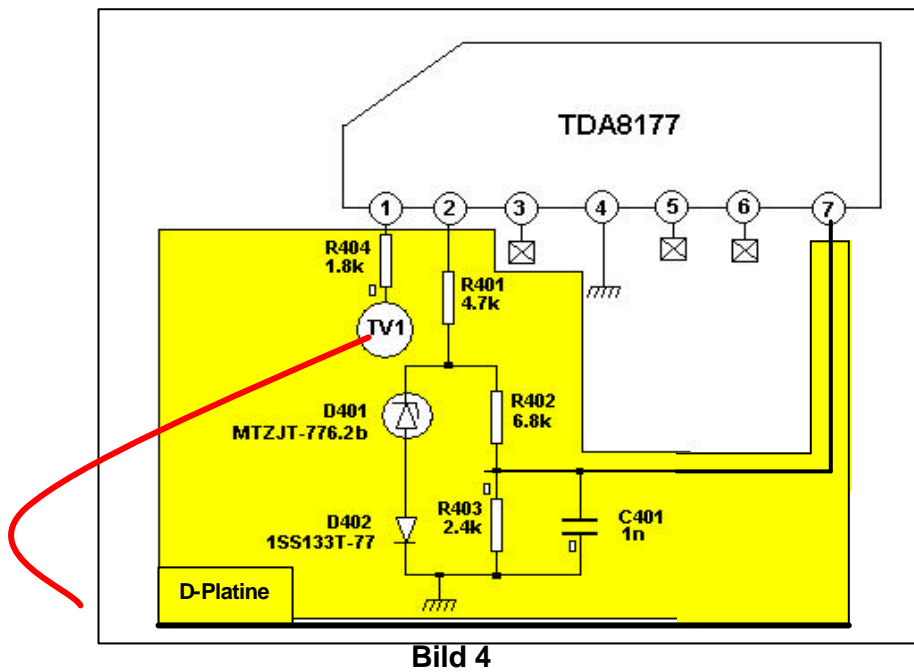 TDA8177
1
2
3
4
5
6
7
R404
1.8k
R401
4.7k
TV1
D401
MTZJT-776.2b
R402
6.8k
D402
1SS133T-77
R403
2.4k
C401
1n
D-Platine
Bild 4